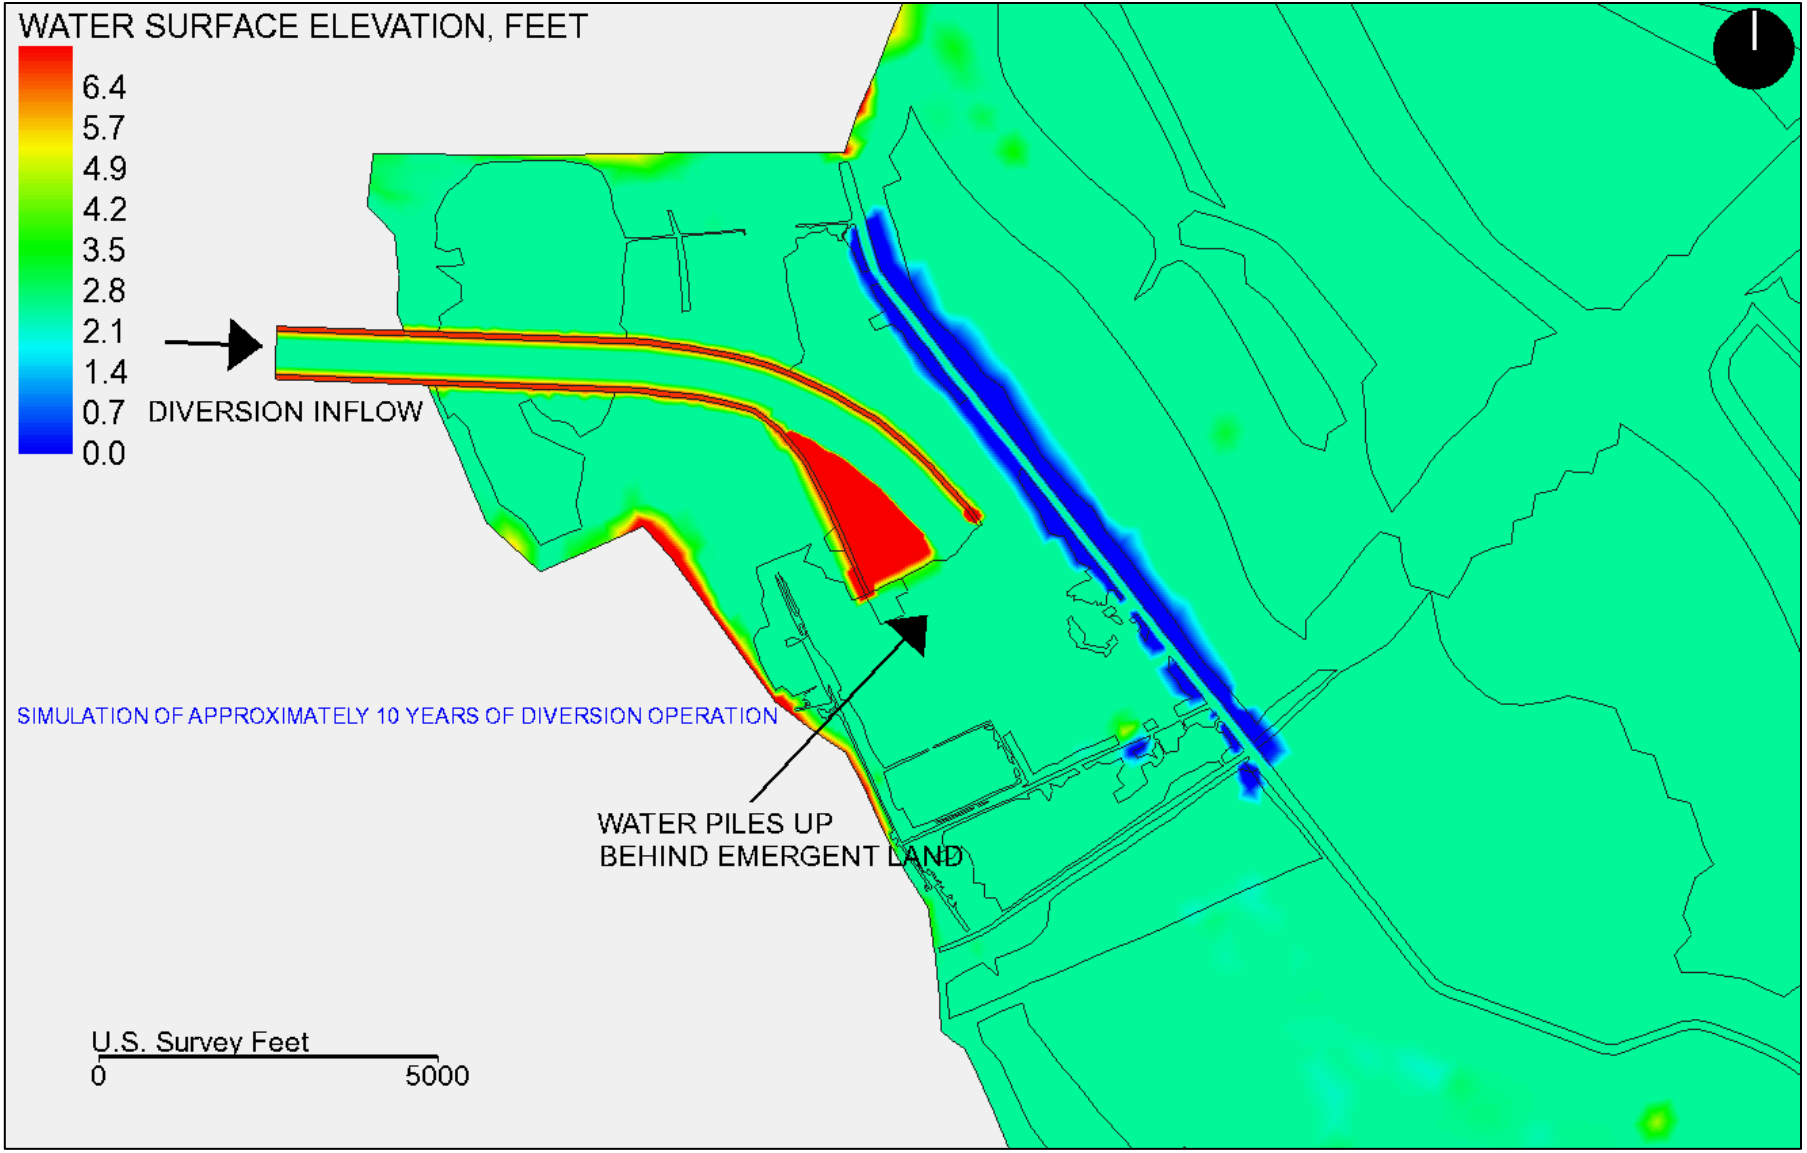 WATER SURFACE ELEVATION, FEET
6.4
5.7
4.9
4.2
3.5
2.8
2.1
1.4
0.7
0.0
DIVERSION INFLOW
SIMULATION OF APPROXIMATELY 10 YEARS OF DIVERSION OPERATION
WATER PILES UP
BEHIND EMERGENT LAND
U.S. Survey Feet
0 5000